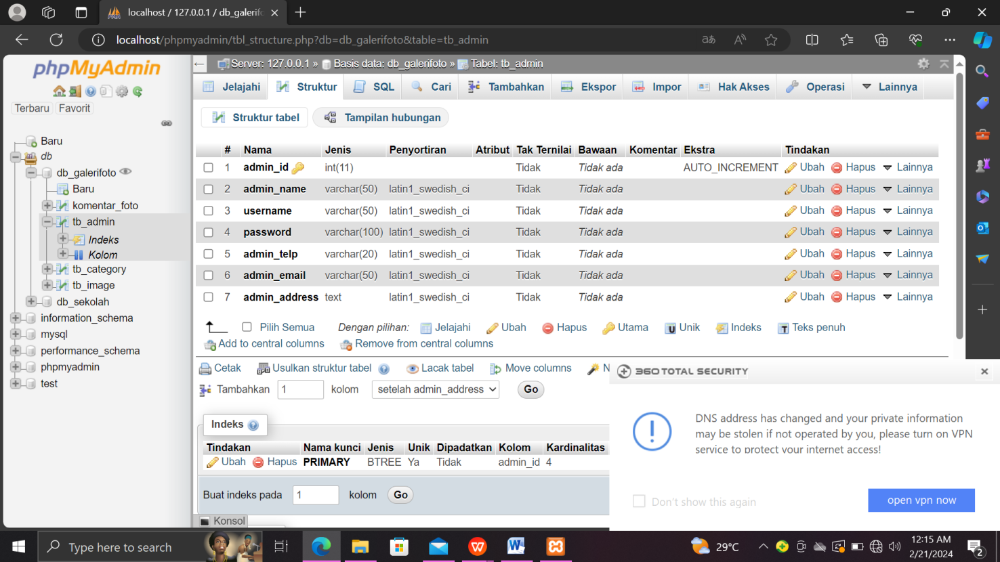 localhost / 127.0.0.1 / db_galerifo
localhost/phpmyadmin/tbl_structure.php?db=db_galerifoto&table=tb_admin
phpMyAdmin
Terbaru Favorit
Baru
db
db_galerifoto
Baru
komentar_foto
tb_admin
Indeks
Kolom
tb_category
tb_image
db_sekolah
information_schema
mysql
performance_schema
phpmyadmin
test
Server: 127.0.0.1 » Basis data: db_galerifoto » Tabel: tb_admin
Jelajahi Struktur SQL Cari Tambahkan Ekspor Impor Hak Akses Operasi Lainnya
Struktur tabel Tampilan hubungan
# Nama Jenis Penyortiran Atribut Tak Ternilai Bawaan Komentar Ekstra Tindakan
1 admin_id int(11) Tidak Tidak ada AUTO_INCREMENT Ubah Hapus Lainnya
2 admin_name varchar(50) latin1_swedish_ci Tidak Tidak ada Ubah Hapus Lainnya
3 username varchar(50) latin1_swedish_ci Tidak Tidak ada Ubah Hapus Lainnya
4 password varchar(100) latin1_swedish_ci Tidak Tidak ada Ubah Hapus Lainnya
5 admin_telp varchar(20) latin1_swedish_ci Tidak Tidak ada Ubah Hapus Lainnya
6 admin_email varchar(50) latin1_swedish_ci Tidak Tidak ada Ubah Hapus Lainnya
7 admin_address text latin1_swedish_ci Tidak Tidak ada Ubah Hapus Lainnya
Pilih Semua Dengan pilihan: Jelajahi Ubah Hapus Utama Unik Indeks Teks penuh
Add to central columns Remove from central columns
Cetak Usulkan struktur tabel Lacak tabel Move columns N
Tambahkan 1 kolom setelah admin_address Go
Indeks
Tindakan Nama kunci Jenis Unik Dipadatkan Kolom Kardinalitas
Ubah Hapus PRIMARY BTREE Ya Tidak admin_id 4
Buat indeks pada 1 kolom Go
Konsol
360 TOTAL SECURITY
DNS address has changed and your private information
may be stolen if not operated by you, please turn on VPN
service to protect your internet access!
Don't show this again
open vpn now
Type here to search
29°C
12:15 AM
2/21/2024
2